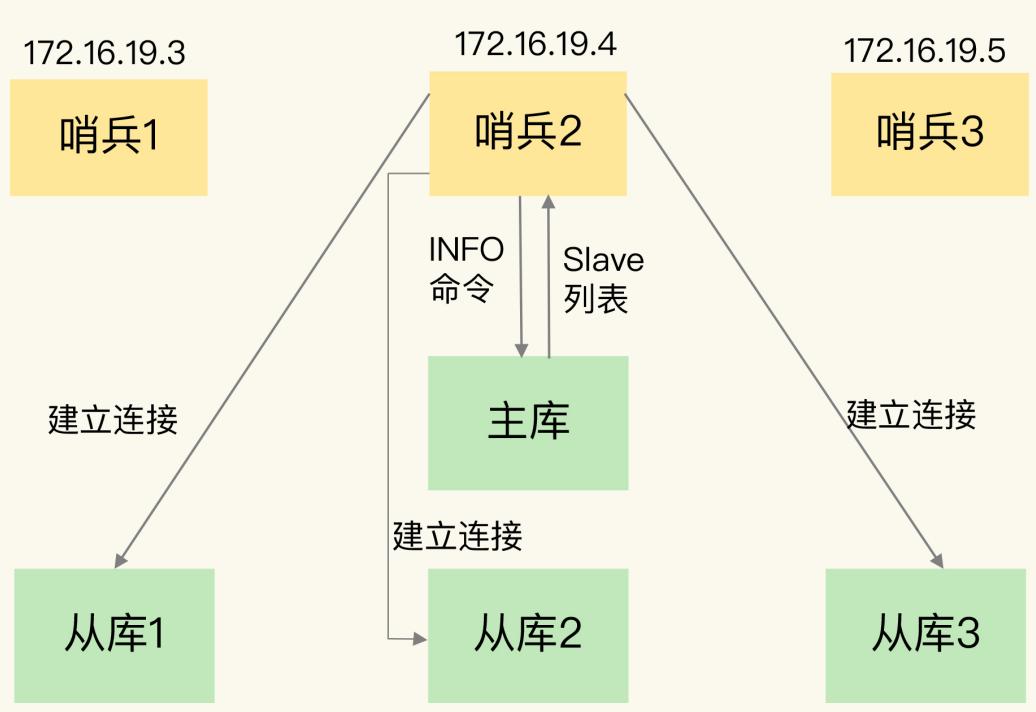 172.16.19.3
172.16.19.4
172.16.19.5
哨兵1
哨兵2
哨兵3
INFO
命令
Slave
列表
主库
建立连接
建立连接
建立连接
从库1
从库2
从库3